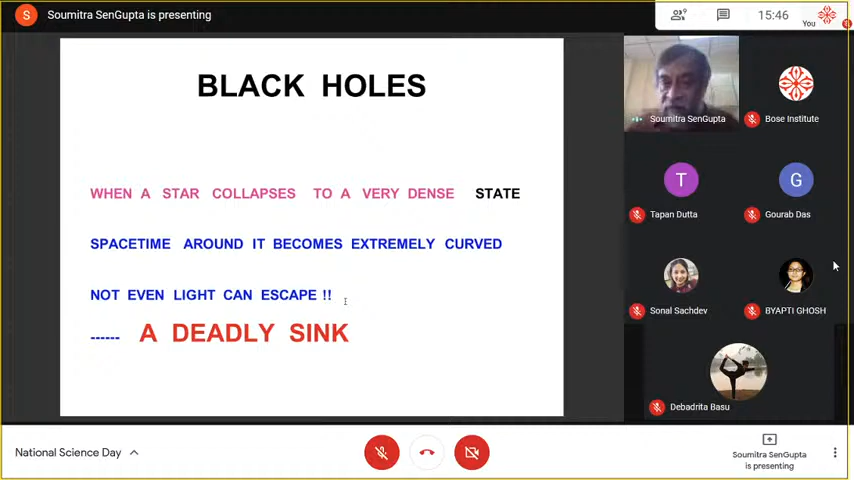 S Soumitra SenGupta is presenting
15:46
You
BLACK HOLES
WHEN A STAR COLLAPSES TO A VERY DENSE STATE
SPACETIME AROUND IT BECOMES EXTREMELY CURVED
NOT EVEN LIGHT CAN ESCAPE !!
------ A DEADLY SINK
Soumitra SenGupta
Bose Institute
T
G
Tapan Dutta
Gourab Das
Sonal Sachdev
BYAPTI GHOSH
Debadrita Basu
National Science Day
Soumitra SenGupta
is presenting